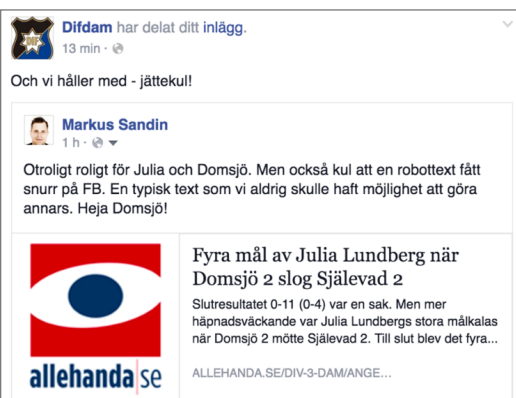 Difdam har delat ditt inlägg.
13 min ·
Och vi håller med - jättekul!
Markus Sandin
1 h ·
Otroligt roligt för Julia och Domsjö. Men också kul att en robottext fått
snurr på FB. En typisk text som vi aldrig skulle haft möjlighet att göra
annars. Heja Domsjö!
Fyra mål av Julia Lundberg när
Domsjö 2 slog Själevad 2
Slutresultatet 0-11 (0-4) var en sak. Men mer
häpnadsväckande var Julia Lundbergs stora målkalas
när Domsjö 2 mötte Själevad 2. Till slut blev det fyra...
allehanda se
ALLEHANDA.SE/DIV-3-DAM/ANGE...